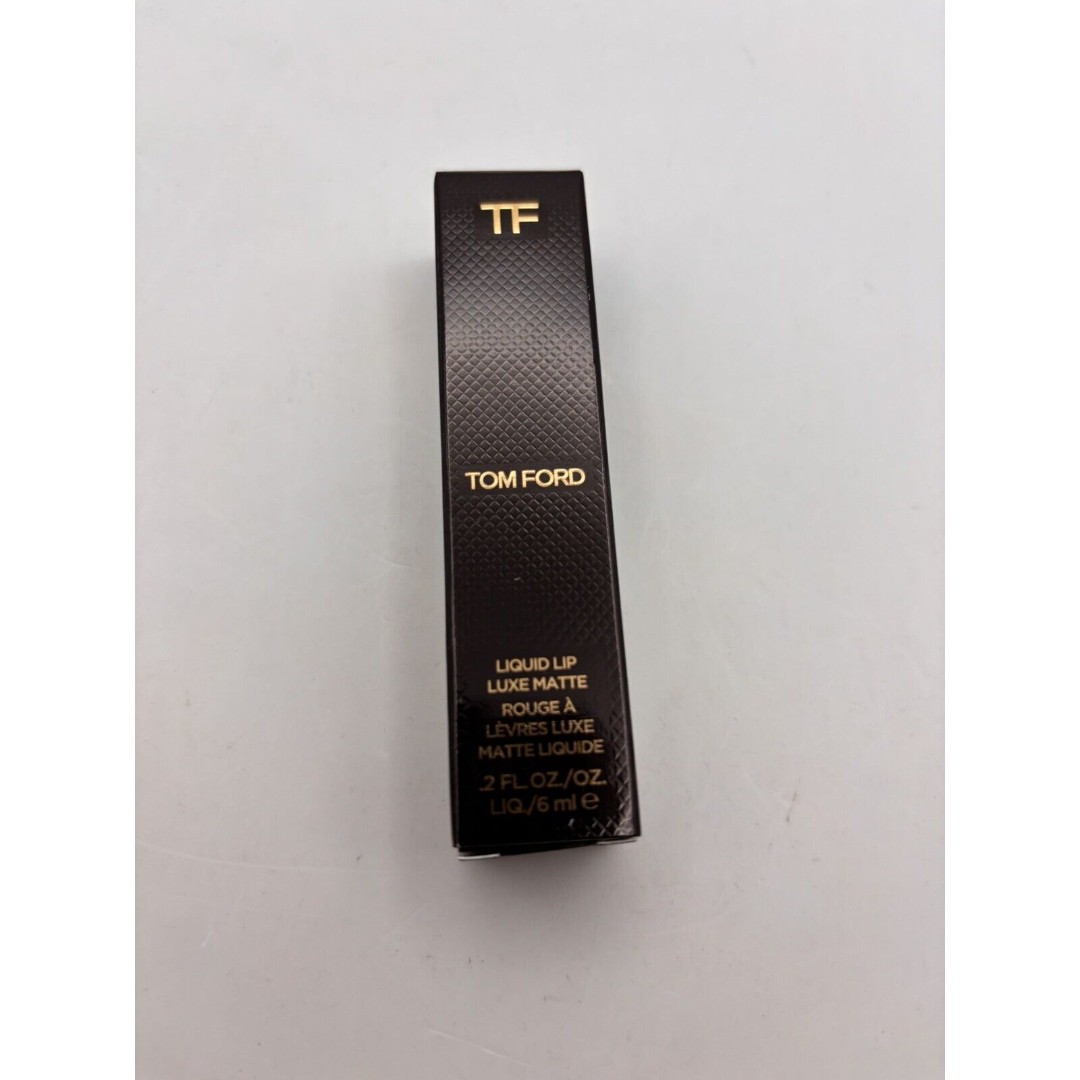 TF
TOM FORD
LIQUID LIP
LUXE MATTE
ROUGE À
LÈVRES LUXE
MATTE LIQUIDE
.2 FL.OZ./OZ.
LIQ./6 ml ℮